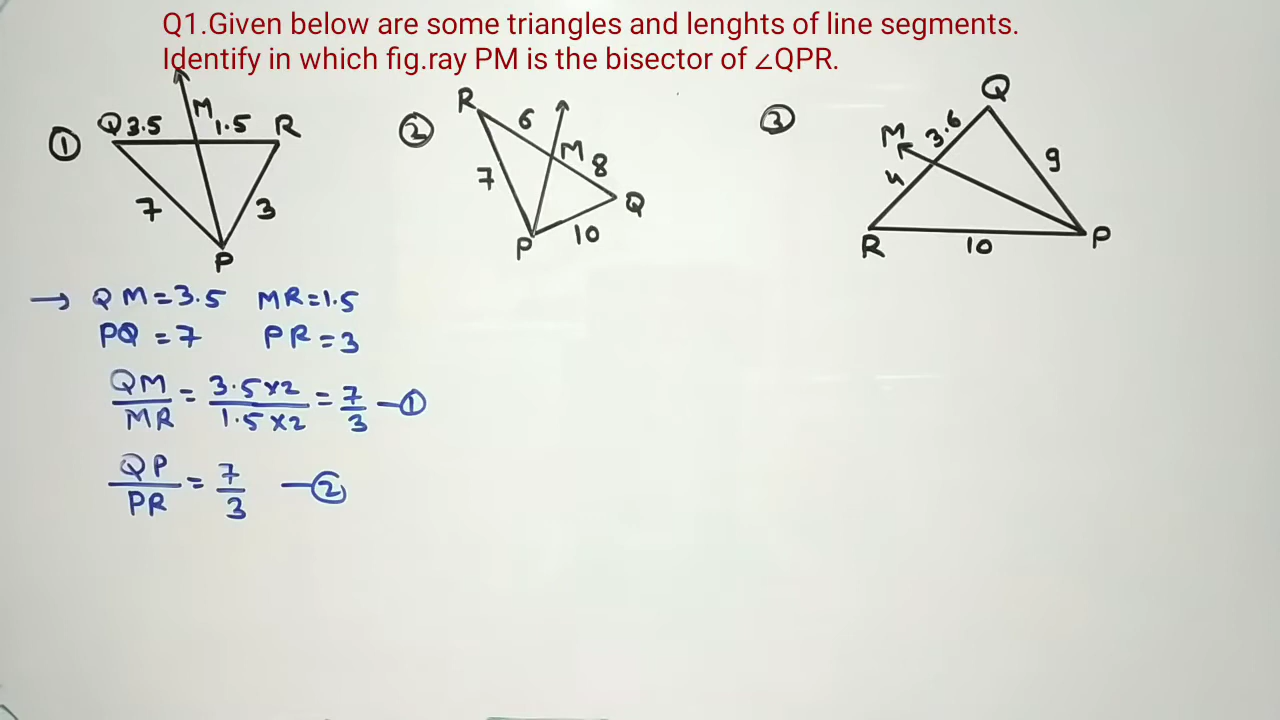 Q1.Given below are some triangles and lenghts of line segments.
Identify in which fig.ray PM is the bisector of ∠QPR.
① Q 3.5 M 1.5 R
7 3
P
② R 6 M 8 Q
7 10
P
③ Q
M 3.6 9
4
R 10 P
→ QM = 3.5 MR = 1.5
PQ = 7 PR = 3
QM/MR = 3.5×2/1.5×2 = 7/3 —①
QP/PR = 7/3 —②